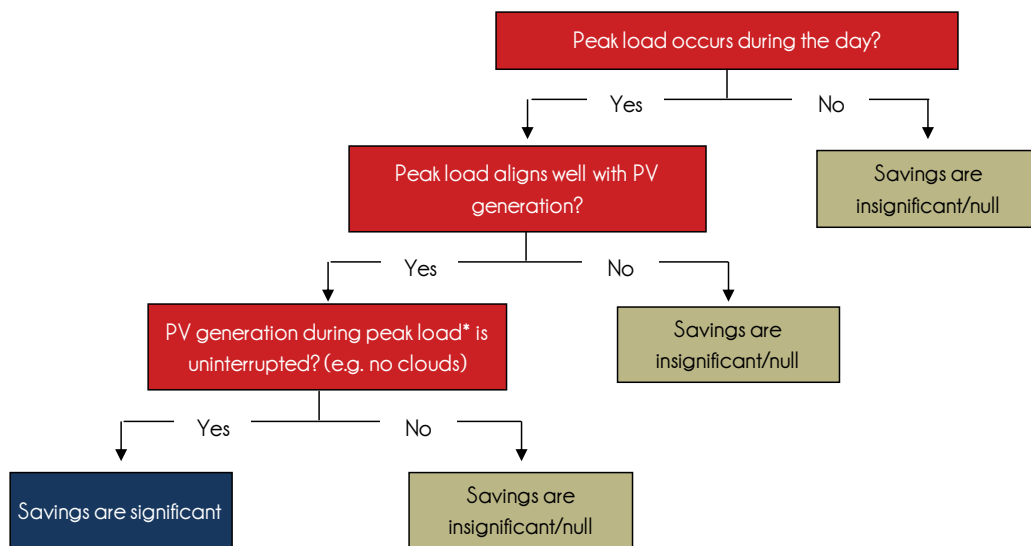 Peak load occurs during the day?
Yes
No
Peak load aligns well with PV
generation?
Savings are
insignificant/null
Yes
No
PV generation during peak load* is
uninterrupted? (e.g. no clouds)
Savings are
insignificant/null
Yes
No
Savings are significant
Savings are
insignificant/null